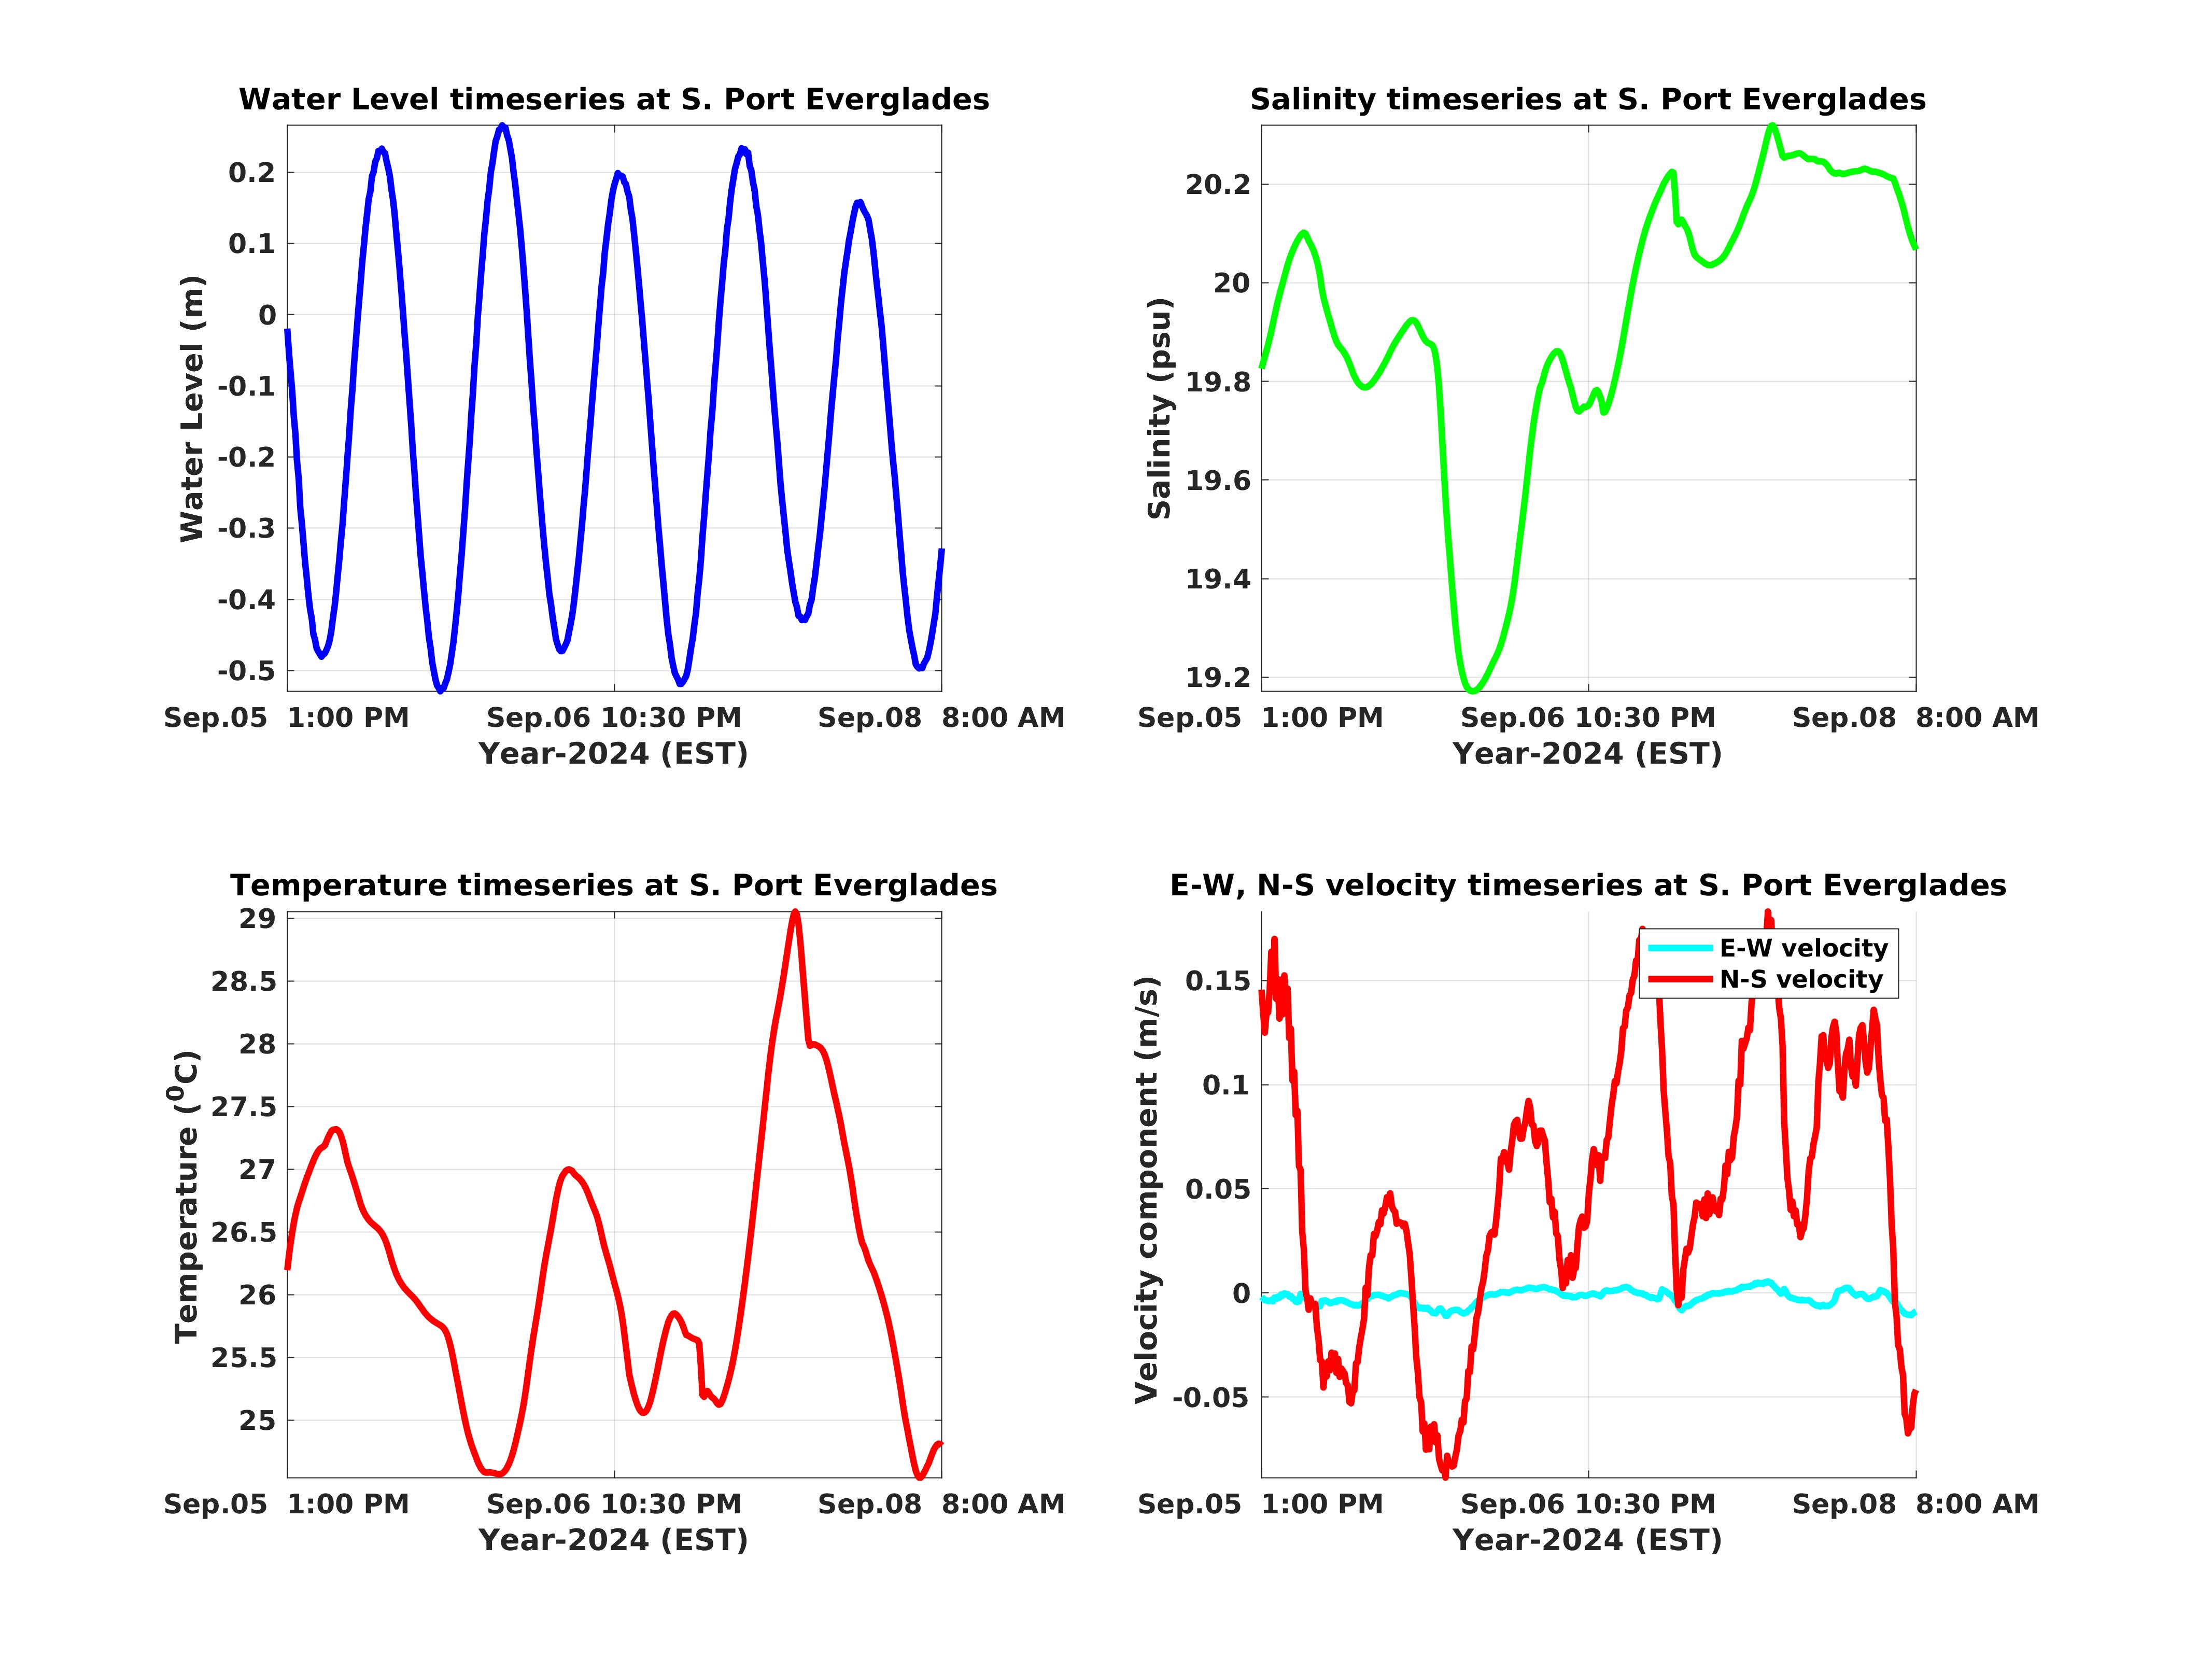 Water Level timeseries at S. Port Everglades
Water Level (m)
0.2
0.1
0
-0.1
-0.2
-0.3
-0.4
-0.5
Sep.05 1:00 PM Sep.06 10:30 PM Sep.08 8:00 AM
Year-2024 (EST)
Salinity timeseries at S. Port Everglades
Salinity (psu)
20.2
20
19.8
19.6
19.4
19.2
Sep.05 1:00 PM Sep.06 10:30 PM Sep.08 8:00 AM
Year-2024 (EST)
Temperature timeseries at S. Port Everglades
Temperature (⁰C)
29
28.5
28
27.5
27
26.5
26
25.5
25
Sep.05 1:00 PM Sep.06 10:30 PM Sep.08 8:00 AM
Year-2024 (EST)
E-W, N-S velocity timeseries at S. Port Everglades
Velocity component (m/s)
E-W velocity
N-S velocity
0.15
0.1
0.05
0
-0.05
Sep.05 1:00 PM Sep.06 10:30 PM Sep.08 8:00 AM
Year-2024 (EST)